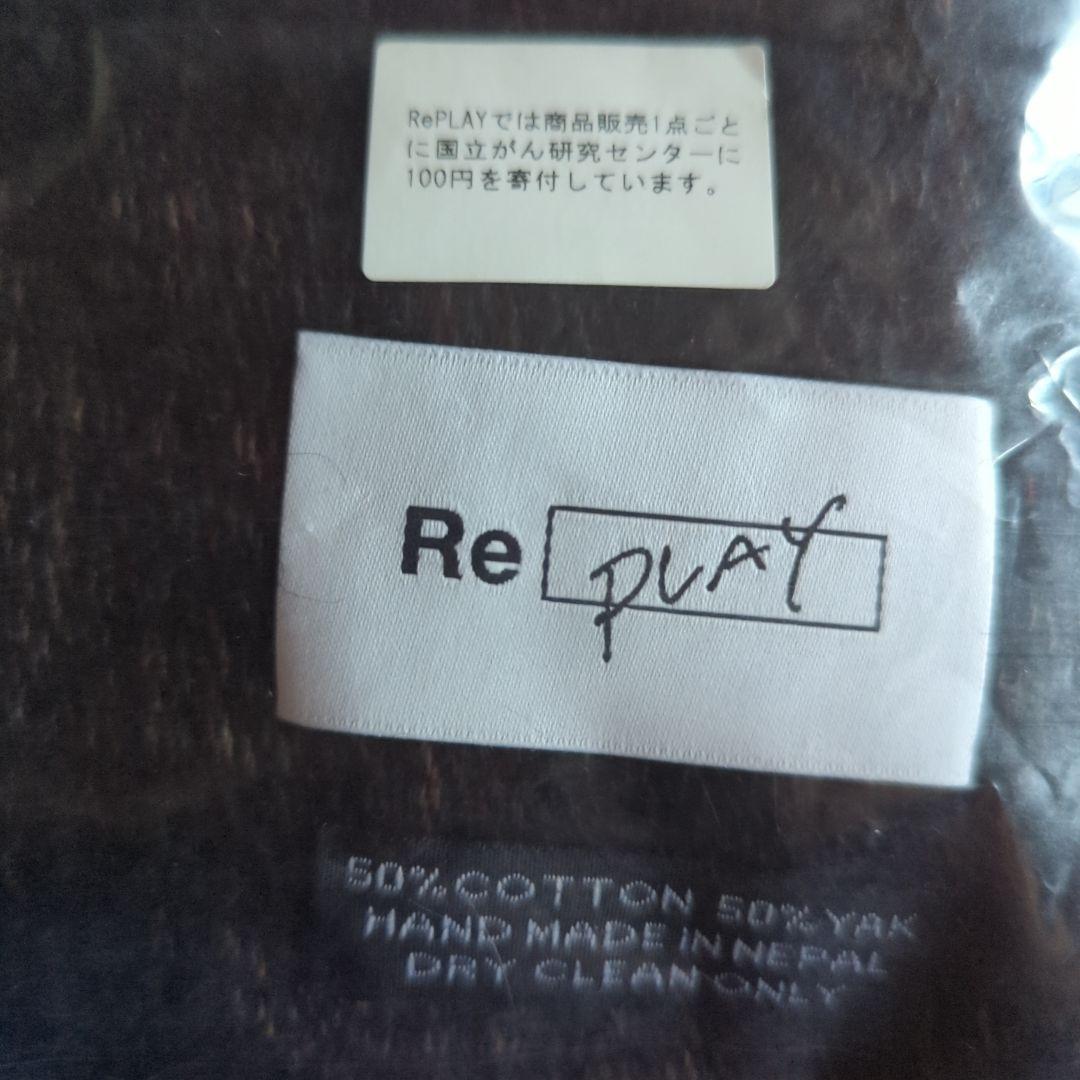 RePLAYでは商品販売1点ごと
に国立がん研究センターに
100円を寄付しています。
Re PLAY
50%COTTON 50%YAK
HAND MADE IN NEPAL
DRY CLEAN ONLY